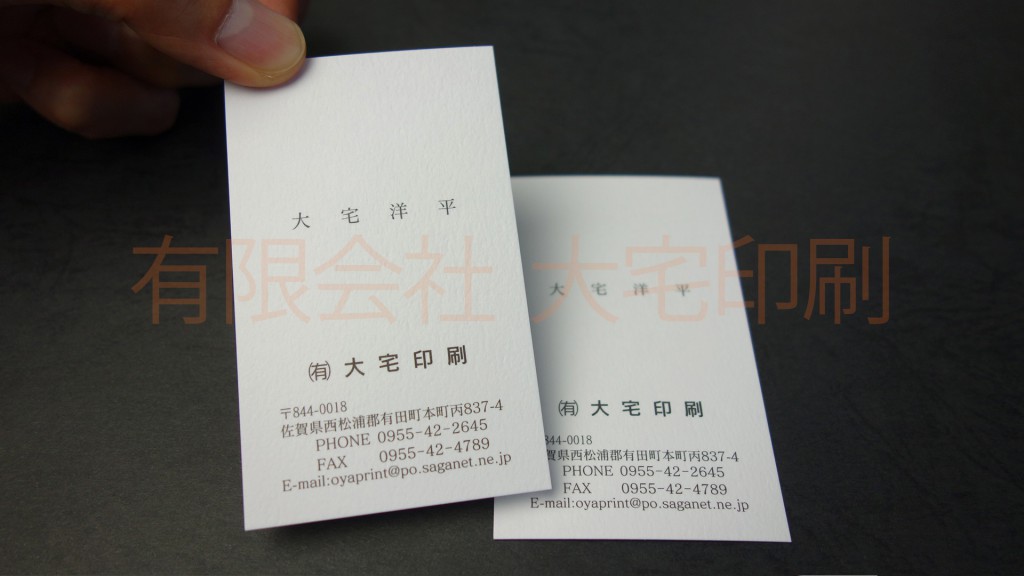 大宅洋平
㈲大宅印刷
〒844-0018
佐賀県西松浦郡有田町本町丙837-4
PHONE 0955-42-2645
FAX 0955-42-4789
E-mail:oyaprint@po.saganet.ne.jp
大宅洋平
㈲大宅印刷
844-0018
賀県西松浦郡有田町本町丙837-4
PHONE 0955-42-2645
FAX 0955-42-4789
E-mail:oyaprint@po.saganet.ne.jp
有限会社 大宅印刷